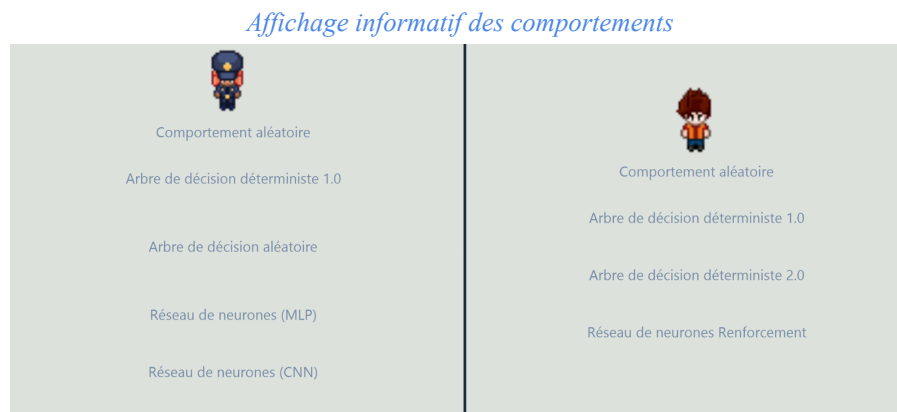 Affichage informatif des comportements
Comportement aléatoire
Arbre de décision déterministe 1.0
Arbre de décision aléatoire
Réseau de neurones (MLP)
Réseau de neurones (CNN)
Comportement aléatoire
Arbre de décision déterministe 1.0
Arbre de décision déterministe 2.0
Réseau de neurones Renforcement